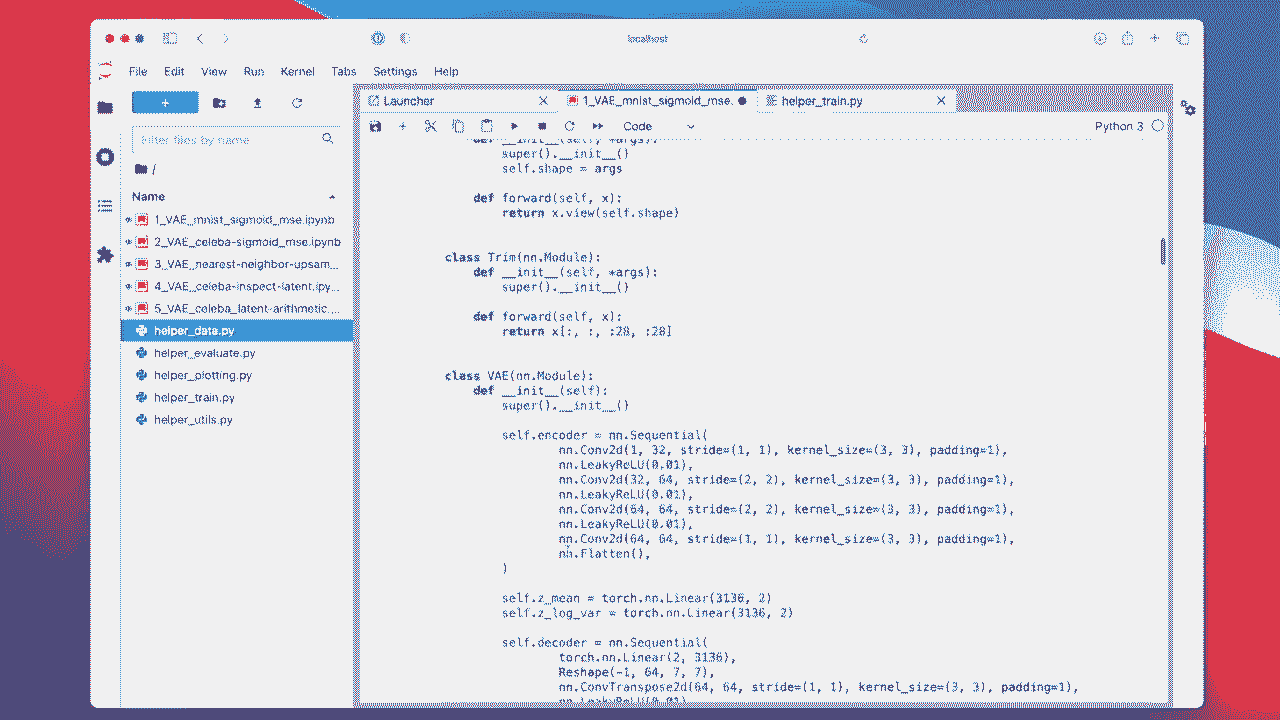 localhost
File Edit View Run Kernel Tabs Settings Help
Launcher
1_VAE_mnist_sigmoid_mse.
helper_train.py
Code
Python 3
Filter files by name
/
Name
1_VAE_mnist_sigmoid_mse.ipynb
2_VAE_celeba-sigmoid_mse.ipynb
3_VAE_nearest-neighbor-upsam...
4_VAE_celeba-inspect-latent.ipy...
5_VAE_celeba_latent-arithmetic....
helper_data.py
helper_evaluate.py
helper_plotting.py
helper_train.py
helper_utils.py
def __init__(self, *args):
super().__init__()
self.shape = args
def forward(self, x):
return x.view(self.shape)
class Trim(nn.Module):
def __init__(self, *args):
super().__init__()
def forward(self, x):
return x[:, :, :28, :28]
class VAE(nn.Module):
def __init__(self):
super().__init__()
self.encoder = nn.Sequential(
nn.Conv2d(1, 32, stride=(1, 1), kernel_size=(3, 3), padding=1),
nn.LeakyReLU(0.01),
nn.Conv2d(32, 64, stride=(2, 2), kernel_size=(3, 3), padding=1),
nn.LeakyReLU(0.01),
nn.Conv2d(64, 64, stride=(2, 2), kernel_size=(3, 3), padding=1),
nn.LeakyReLU(0.01),
nn.Conv2d(64, 64, stride=(1, 1), kernel_size=(3, 3), padding=1),
nn.Flatten(),
)
self.z_mean = torch.nn.Linear(3136, 2)
self.z_log_var = torch.nn.Linear(3136, 2)
self.decoder = nn.Sequential(
torch.nn.Linear(2, 3136),
Reshape(-1, 64, 7, 7),
nn.ConvTranspose2d(64, 64, stride=(1, 1), kernel_size=(3, 3), padding=1),
nn.LeakyReLU(0.01),